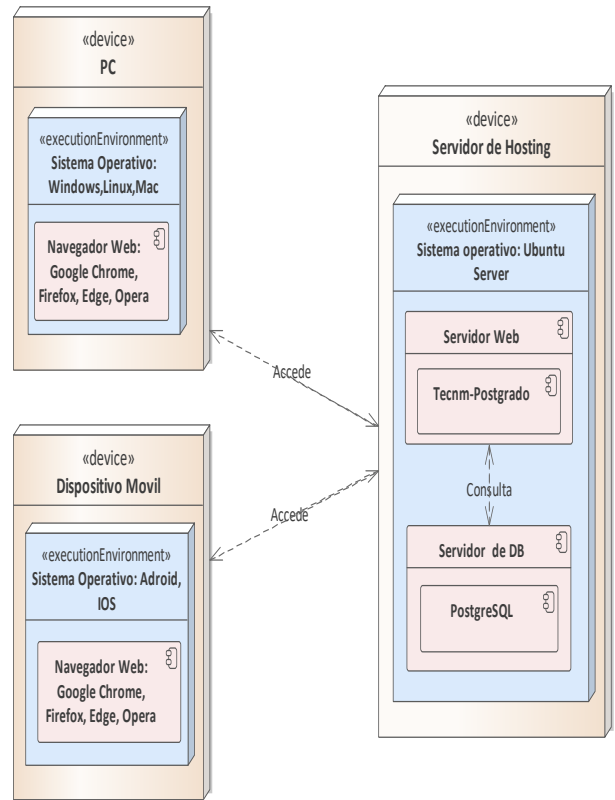 «device»
PC
«executionEnvironment»
Sistema Operativo:
Windows,Linux,Mac
Navegador Web:
Google Chrome,
Firefox, Edge, Opera
«device»
Dispositivo Movil
«executionEnvironment»
Sistema Operativo: Adroid,
IOS
Navegador Web:
Google Chrome,
Firefox, Edge, Opera
Accede
Accede
«device»
Servidor de Hosting
«executionEnvironment»
Sistema operativo: Ubuntu
Server
Servidor Web
Tecnm-Postgrado
Consulta
Servidor de DB
PostgreSQL